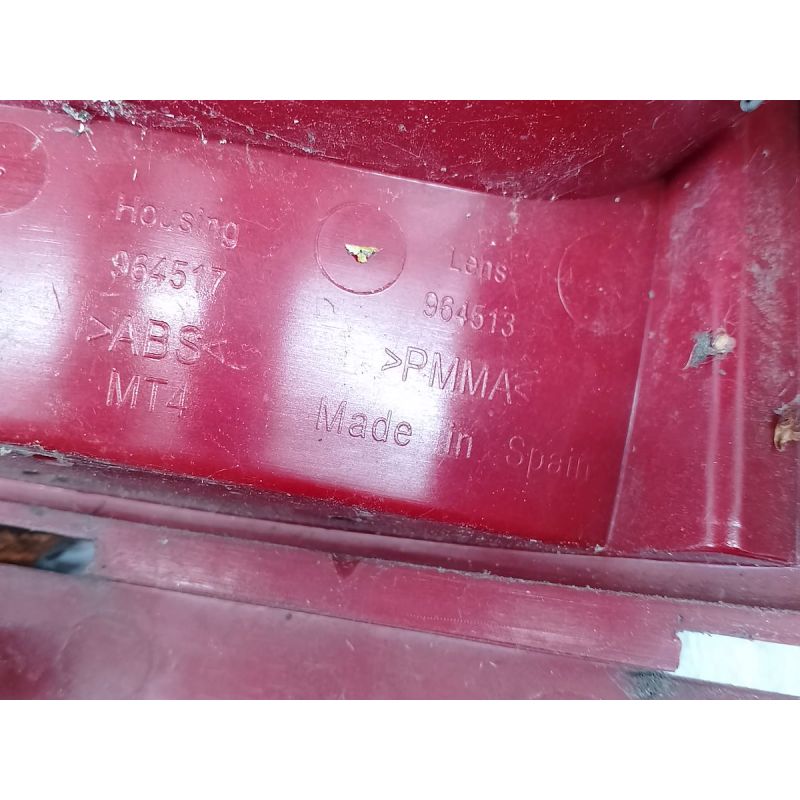 Housing
964517
>ABS<
MT4
Lens
964513
>PMMA<
Made in Spain